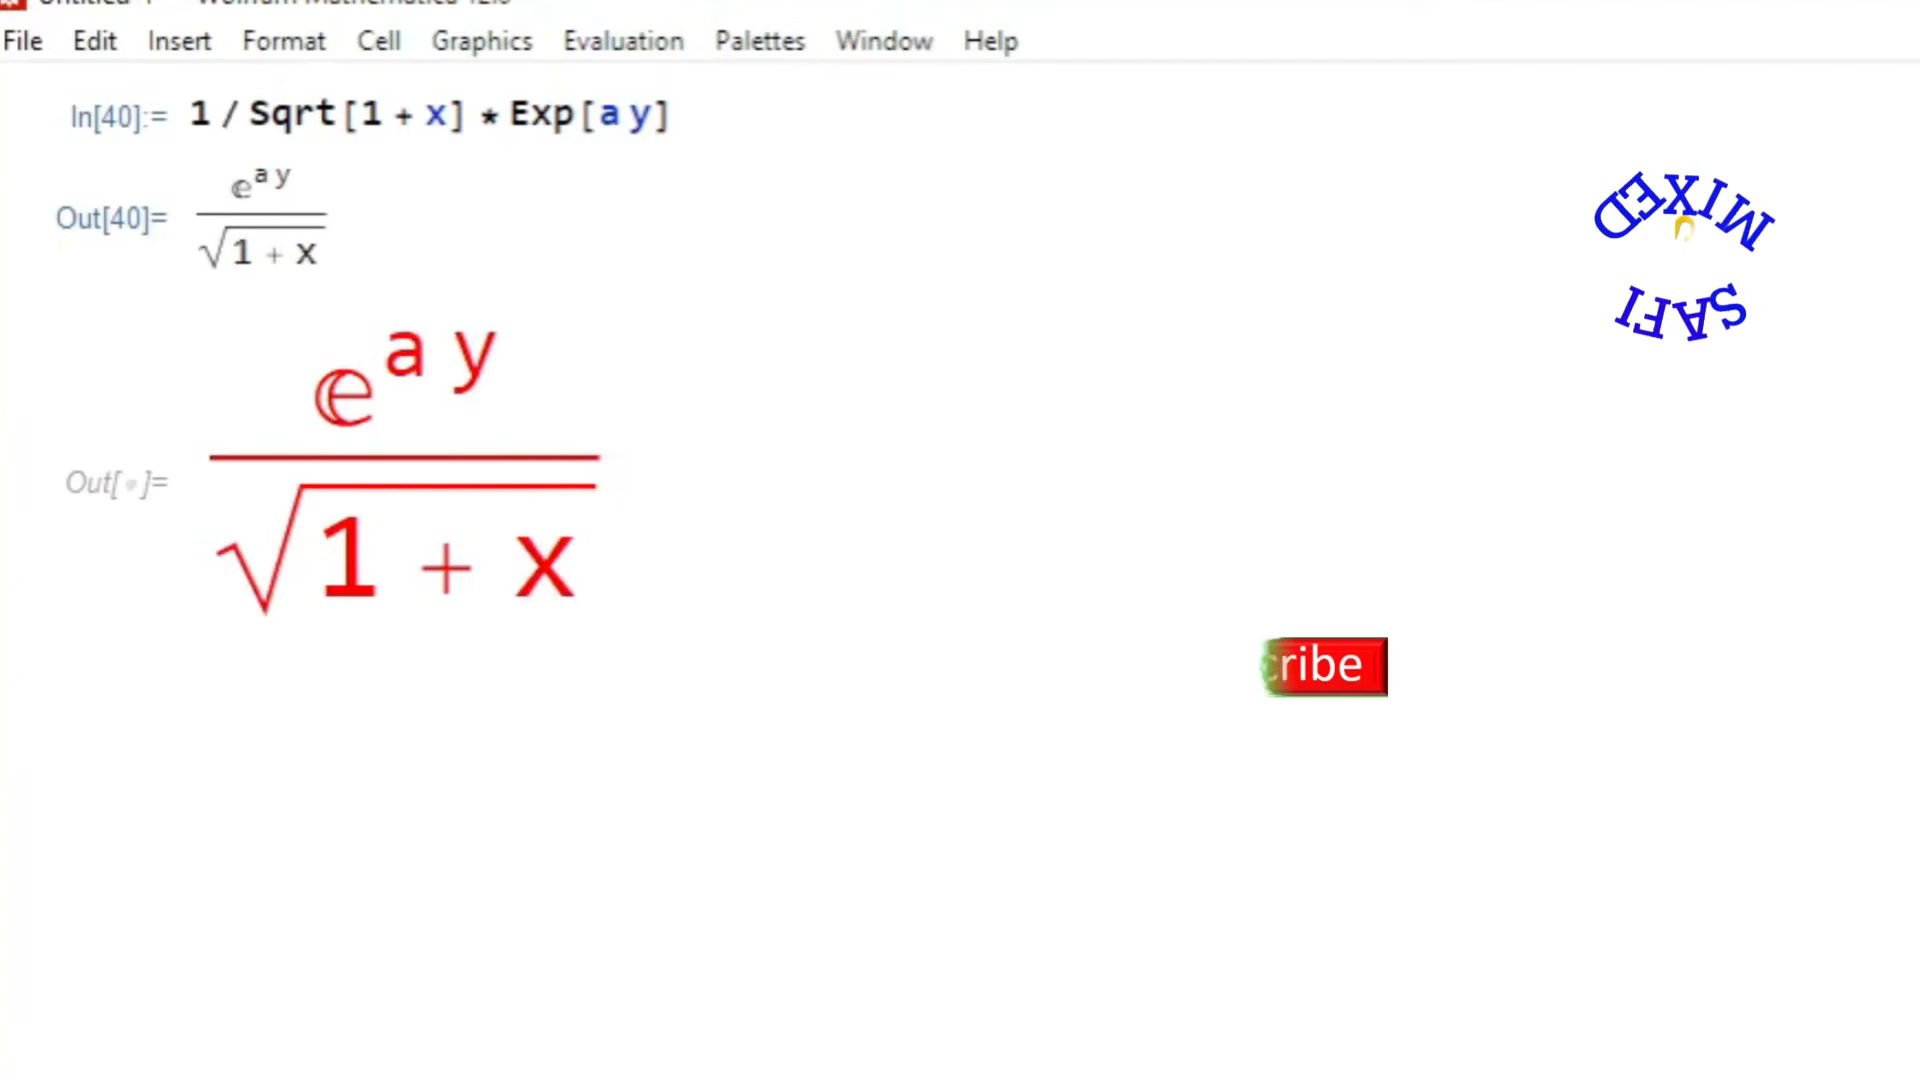 File Edit Insert Format Cell Graphics Evaluation Palettes Window Help
In[40]:= 1 / Sqrt[1 + x] * Exp[a y]
Out[40]= ⅇ^(a y) / √(1 + x)
Out[•]= ⅇ^(a y) / √(1 + x)
MIXED
SAFI
cribe